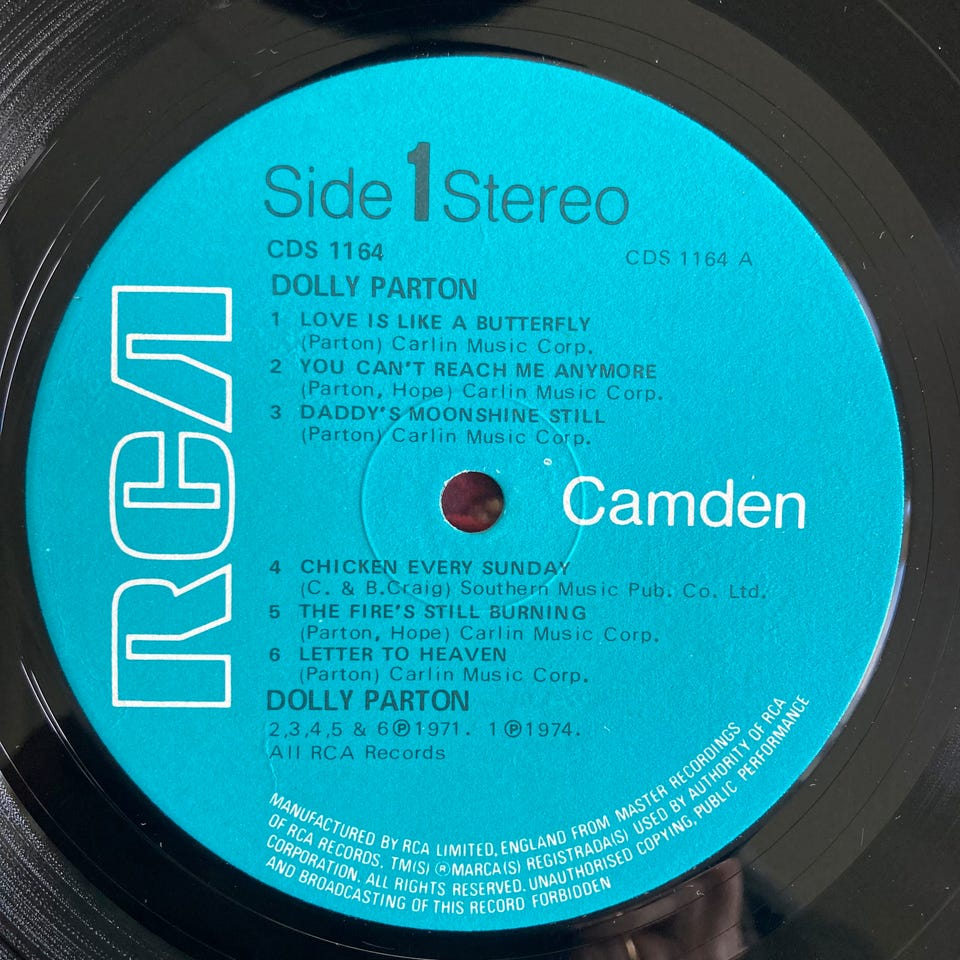 Side 1 Stereo
CDS 1164
CDS 1164 A
DOLLY PARTON
1 LOVE IS LIKE A BUTTERFLY
(Parton) Carlin Music Corp.
2 YOU CAN'T REACH ME ANYMORE
(Parton, Hope) Carlin Music Corp.
3 DADDY'S MOONSHINE STILL
(Parton) Carlin Music Corp.
RCA
Camden
4 CHICKEN EVERY SUNDAY
(C. & B.Craig) Southern Music Pub. Co. Ltd.
5 THE FIRE'S STILL BURNING
(Parton, Hope) Carlin Music Corp.
6 LETTER TO HEAVEN
(Parton) Carlin Music Corp.
DOLLY PARTON
2,3,4,5 & 6 ℗ 1971. 1 ℗ 1974.
All RCA Records
MANUFACTURED BY RCA LIMITED, ENGLAND FROM MASTER RECORDINGS
OF RCA RECORDS. TM(S) ® MARCA(S) REGISTRADA(S) USED BY AUTHORITY OF RCA
CORPORATION. ALL RIGHTS RESERVED. UNAUTHORISED COPYING, PUBLIC PERFORMANCE
AND BROADCASTING OF THIS RECORD FORBIDDEN